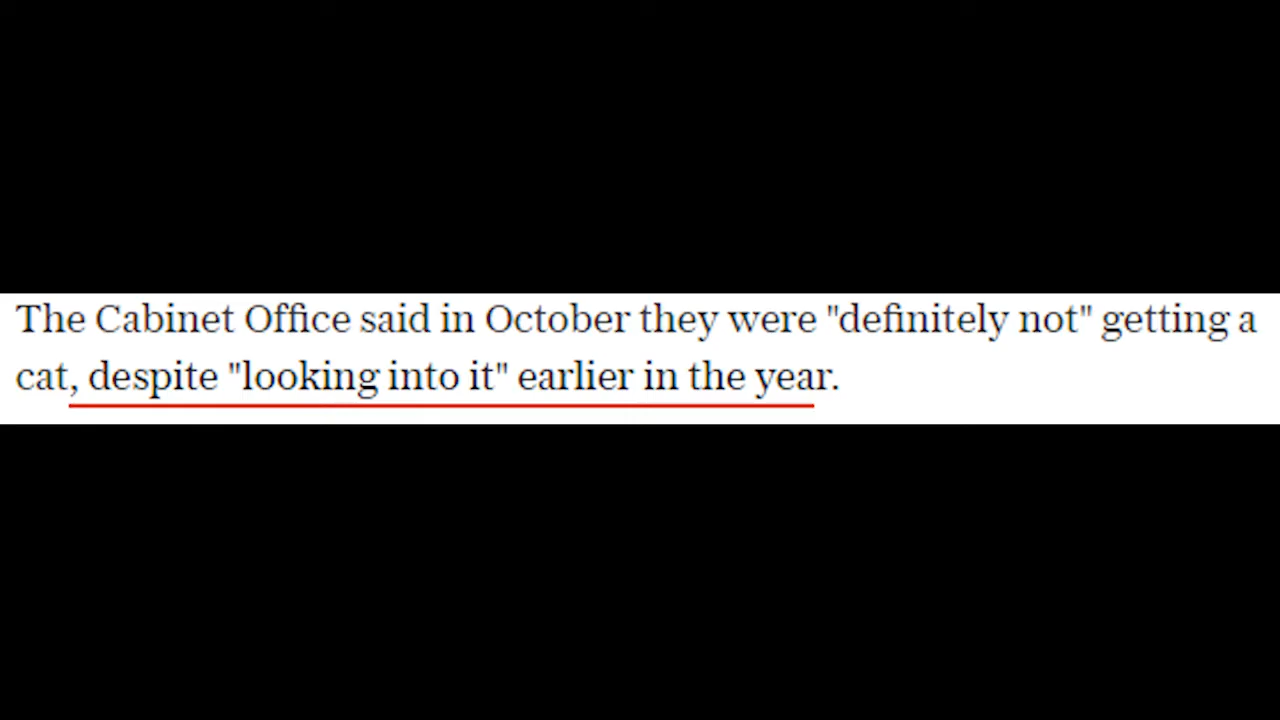 The Cabinet Office said in October they were "definitely not" getting a
cat, despite "looking into it" earlier in the year.